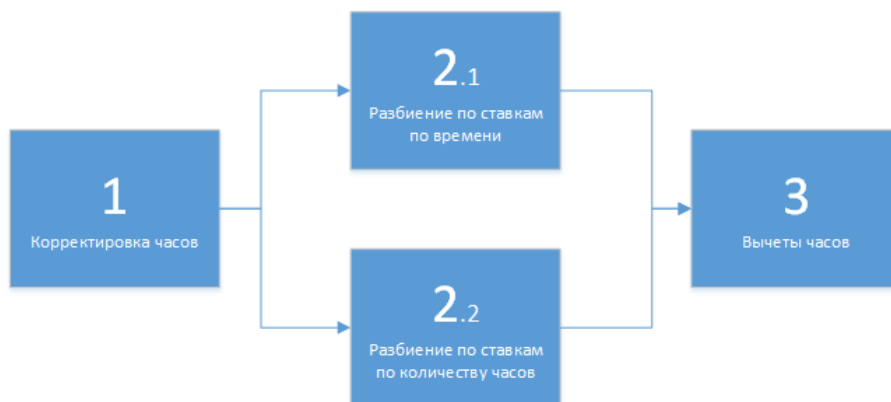 1
Корректировка часов
2.1
Разбиение по ставкам
по времени
2.2
Разбиение по ставкам
по количеству часов
3
Вычеты часов